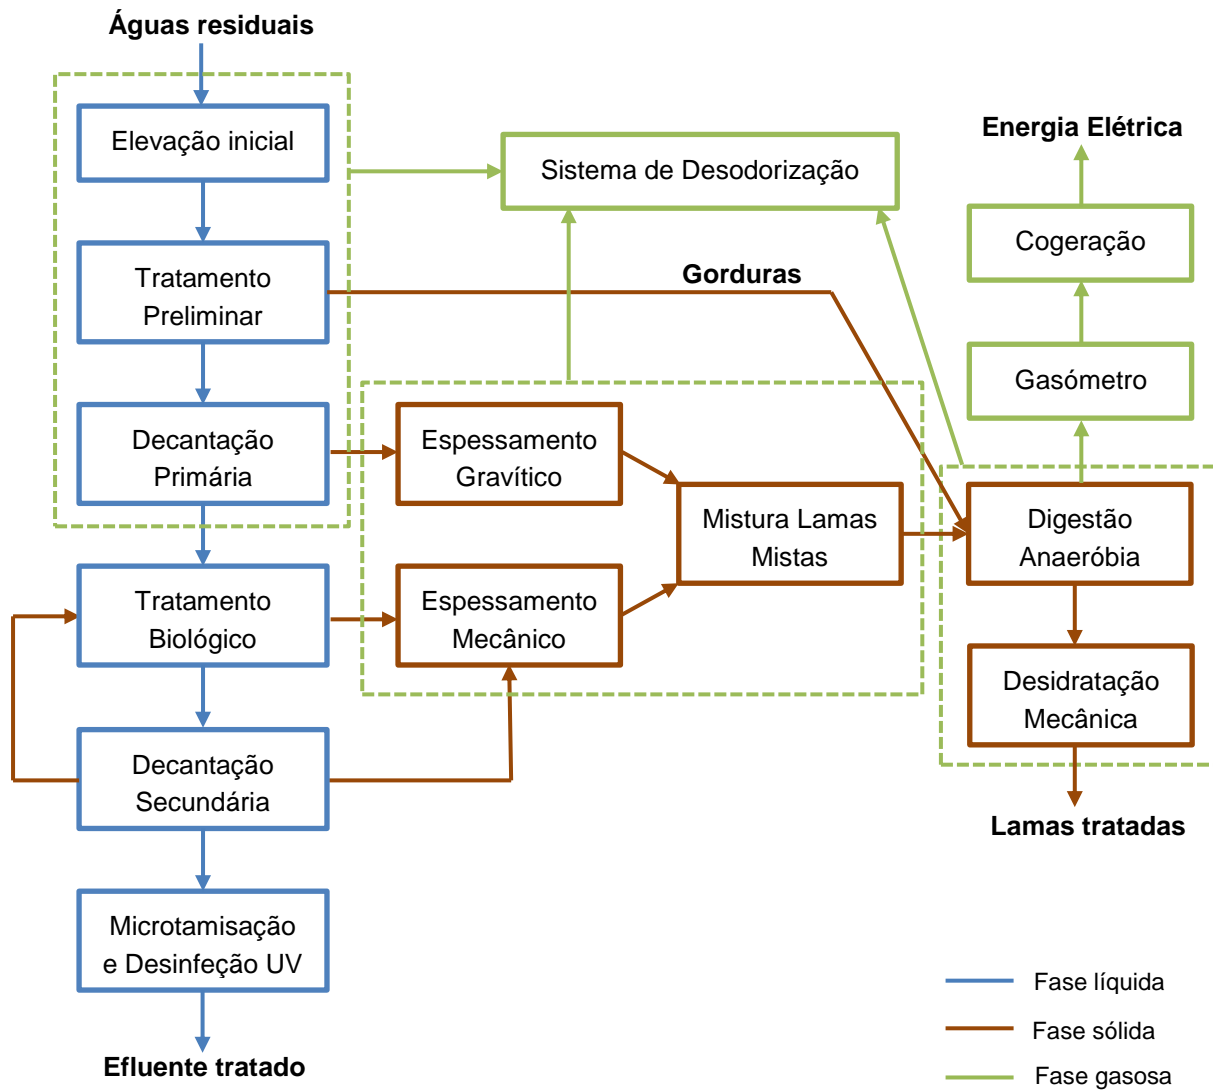 Águas residuais
Elevação inicial
Tratamento
Preliminar
Decantação
Primária
Tratamento
Biológico
Decantação
Secundária
Microtamisação
e Desinfeção UV
Efluente tratado
Sistema de Desodorização
Gorduras
Espessamento
Gravítico
Espessamento
Mecânico
Mistura Lamas
Mistas
Energia Elétrica
Cogeração
Gasómetro
Digestão
Anaeróbia
Desidratação
Mecânica
Lamas tratadas
Fase líquida
Fase sólida
Fase gasosa